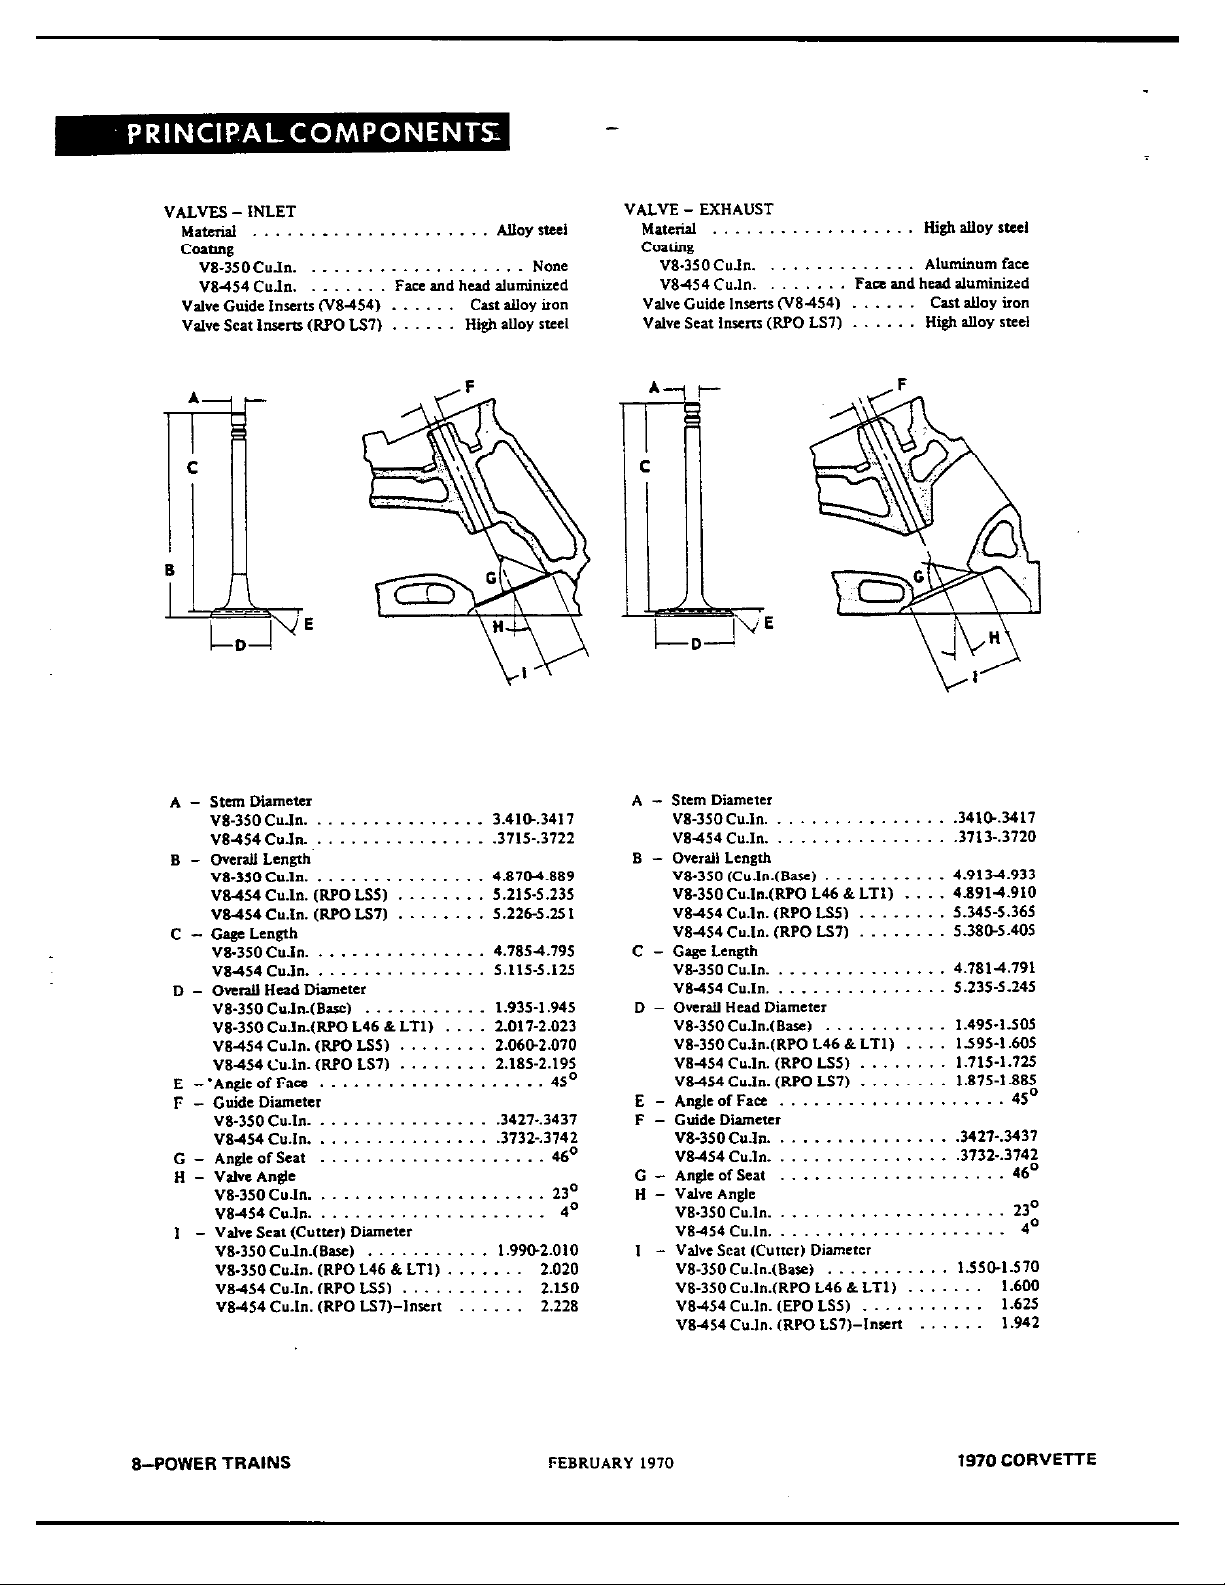 PRINCIPAL COMPONENTS
VALVES – INLET
Material . . . . . . . . . . . . . . . . . . . . . Alloy steel
Coating
V8-350 Cu.In. . . . . . . . . . . . . . . . . . . . None
V8-454 Cu.In. . . . . . . . Face and head aluminized
Valve Guide Inserts (V8-454) . . . . . . Cast alloy iron
Valve Seat Inserts (RPO LS7) . . . . . . High alloy steel
A
F
C
B
G
E
H
D
I
A – Stem Diameter
V8-350 Cu.In. . . . . . . . . . . . . . . . 3.410-.3417
V8-454 Cu.In. . . . . . . . . . . . . . . . .3715-.3722
B – Overall Length
V8-350 Cu.In. . . . . . . . . . . . . . . . 4.870-4.889
V8-454 Cu.In. (RPO LS5) . . . . . . . . 5.215-5.235
V8-454 Cu.In. (RPO LS7) . . . . . . . . 5.226-5.251
C – Gage Length
V8-350 Cu.In. . . . . . . . . . . . . . . . 4.785-4.795
V8-454 Cu.In. . . . . . . . . . . . . . . . 5.115-5.125
D – Overall Head Diameter
V8-350 Cu.In.(Base) . . . . . . . . . . . 1.935-1.945
V8-350 Cu.In.(RPO L46 & LT1) . . . . 2.017-2.023
V8-454 Cu.In. (RPO LS5) . . . . . . . . 2.060-2.070
V8-454 Cu.In. (RPO LS7) . . . . . . . . 2.185-2.195
E – Angle of Face . . . . . . . . . . . . . . . . . . . . 45°
F – Guide Diameter
V8-350 Cu.In. . . . . . . . . . . . . . . . .3427-.3437
V8-454 Cu.In. . . . . . . . . . . . . . . . .3732-.3742
G – Angle of Seat . . . . . . . . . . . . . . . . . . . . 46°
H – Valve Angle
V8-350 Cu.In. . . . . . . . . . . . . . . . . . . . . 23°
V8-454 Cu.In. . . . . . . . . . . . . . . . . . . . . 4°
I – Valve Seat (Cutter) Diameter
V8-350 Cu.In.(Base) . . . . . . . . . . . 1.990-2.010
V8-350 Cu.In. (RPO L46 & LT1) . . . . . . . 2.020
V8-454 Cu.In. (RPO LS5) . . . . . . . . . . . 2.150
V8-454 Cu.In. (RPO LS7)–Insert . . . . . . 2.228
VALVE – EXHAUST
Material . . . . . . . . . . . . . . . . . . High alloy steel
Coating
V8-350 Cu.In. . . . . . . . . . . . . . Aluminum face
V8-454 Cu.In. . . . . . . . Face and head aluminized
Valve Guide Inserts (V8-454) . . . . . . Cast alloy iron
Valve Seat Inserts (RPO LS7) . . . . . . High alloy steel
A
F
C
G
E
H
D
I
A – Stem Diameter
V8-350 Cu.In. . . . . . . . . . . . . . . . .3410-.3417
V8-454 Cu.In. . . . . . . . . . . . . . . . .3713-.3720
B – Overall Length
V8-350 (Cu.In.(Base) . . . . . . . . . . . 4.913-4.933
V8-350 Cu.In.(RPO L46 & LT1) . . . . 4.891-4.910
V8-454 Cu.In. (RPO LS5) . . . . . . . . 5.345-5.365
V8-454 Cu.In. (RPO LS7) . . . . . . . . 5.380-5.405
C – Gage Length
V8-350 Cu.In. . . . . . . . . . . . . . . . 4.781-4.791
V8-454 Cu.In. . . . . . . . . . . . . . . . 5.235-5.245
D – Overall Head Diameter
V8-350 Cu.In.(Base) . . . . . . . . . . . 1.495-1.505
V8-350 Cu.In.(RPO L46 & LT1) . . . . 1.595-1.605
V8-454 Cu.In. (RPO LS5) . . . . . . . . 1.715-1.725
V8-454 Cu.In. (RPO LS7) . . . . . . . . 1.875-1.885
E – Angle of Face . . . . . . . . . . . . . . . . . . . . 45°
F – Guide Diameter
V8-350 Cu.In. . . . . . . . . . . . . . . . .3427-.3437
V8-454 Cu.In. . . . . . . . . . . . . . . . .3732-.3742
G – Angle of Seat . . . . . . . . . . . . . . . . . . . . 46°
H – Valve Angle
V8-350 Cu.In. . . . . . . . . . . . . . . . . . . . . 23°
V8-454 Cu.In. . . . . . . . . . . . . . . . . . . . . 4°
I – Valve Seat (Cutter) Diameter
V8-350 Cu.In.(Base) . . . . . . . . . . . 1.550-1.570
V8-350 Cu.In.(RPO L46 & LT1) . . . . . . . 1.600
V8-454 Cu.In. (EPO LS5) . . . . . . . . . . . 1.625
V8-454 Cu.In. (RPO LS7)–Insert . . . . . . 1.942
8–POWER TRAINS
FEBRUARY 1970
1970 CORVETTE